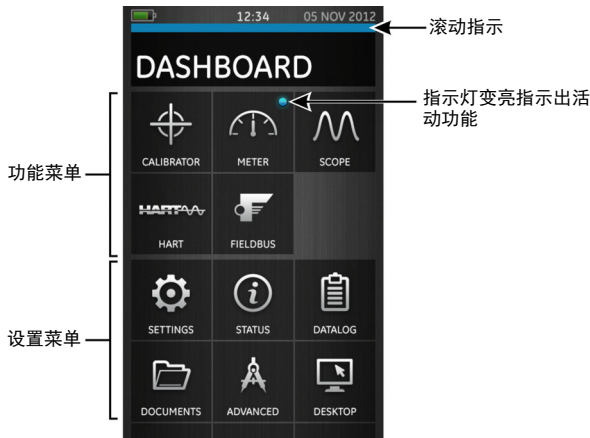 12:34 05 NOV 2012
滚动指示
DASHBOARD
指示灯变亮指示出活
动功能
功能菜单
CALIBRATOR METER SCOPE
HART
HART FIELDBUS
设置菜单
SETTINGS STATUS DATALOG
DOCUMENTS ADVANCED DESKTOP